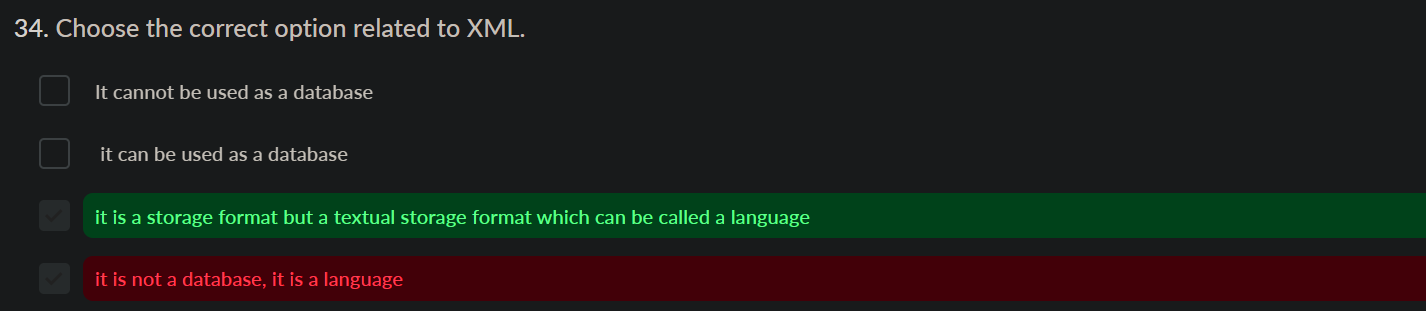 34. Choose the correct option related to XML.
It cannot be used as a database
it can be used as a database
it is a storage format but a textual storage format which can be called a language
it is not a database, it is a language